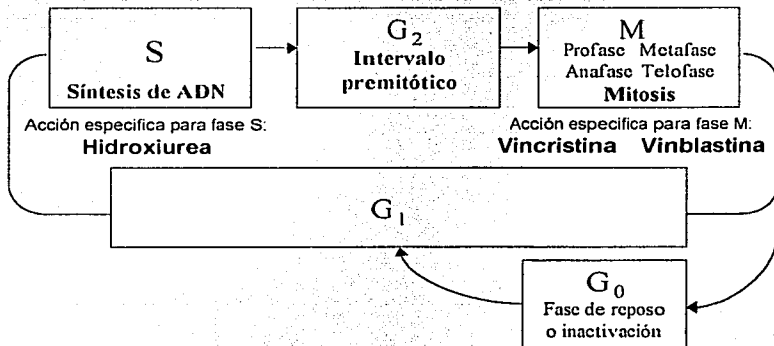 S
Síntesis de ADN
G₂
Intervalo
premitótico
M
Profase Metafase
Anafase Telofase
Mitosis
Acción especifica para fase S:
Hidroxiurea
Acción especifica para fase M:
Vincristina Vinblastina
G₁
G₀
Fase de reposo
o inactivación